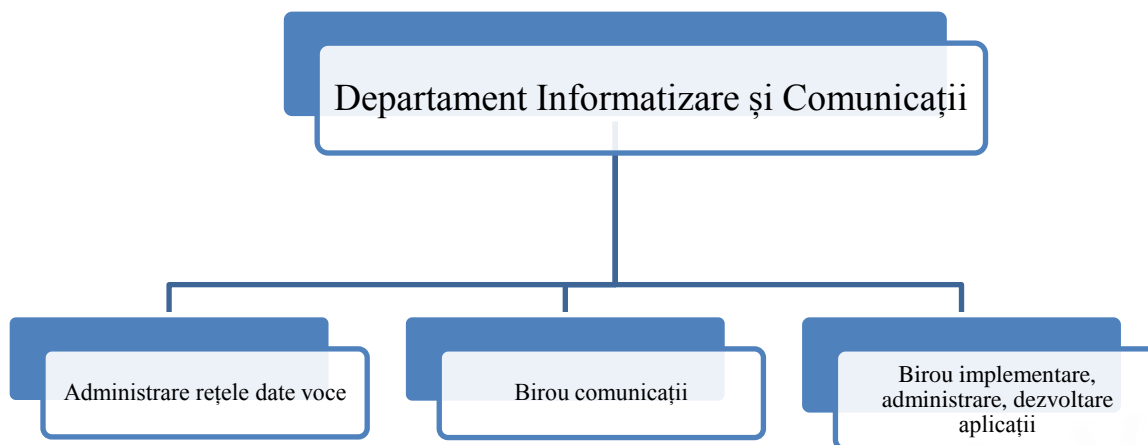 Departament Informatizare și Comunicații
Administrare rețele date voce
Birou comunicații
Birou implementare,
administrare, dezvoltare
aplicații